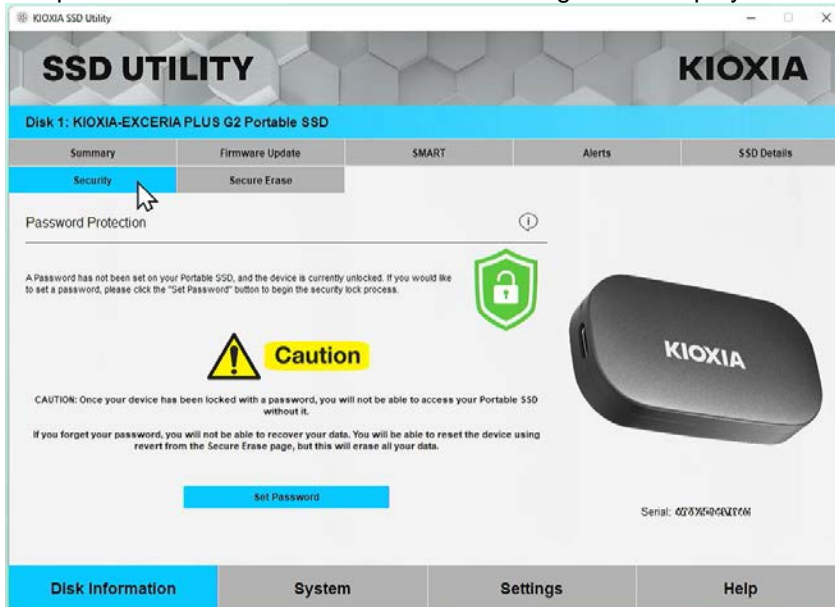 KIOXIA SSD Utility
SSD UTILITY
KIOXIA
Disk 1: KIOXIA-EXCERIA PLUS G2 Portable SSD
Summary
Firmware Update
SMART
Alerts
SSD Details
Security
Secure Erase
Password Protection
A Password has not been set on your Portable SSD, and the device is currently unlocked. If you would like
to set a password, please click the "Set Password" button to begin the security lock process.
Caution
CAUTION: Once your device has been locked with a password, you will not be able to access your Portable SSD
without it.
If you forget your password, you will not be able to recover your data. You will be able to reset the device using
revert from the Secure Erase page, but this will erase all your data.
Set Password
KIOXIA
Serial:
Disk Information
System
Settings
Help